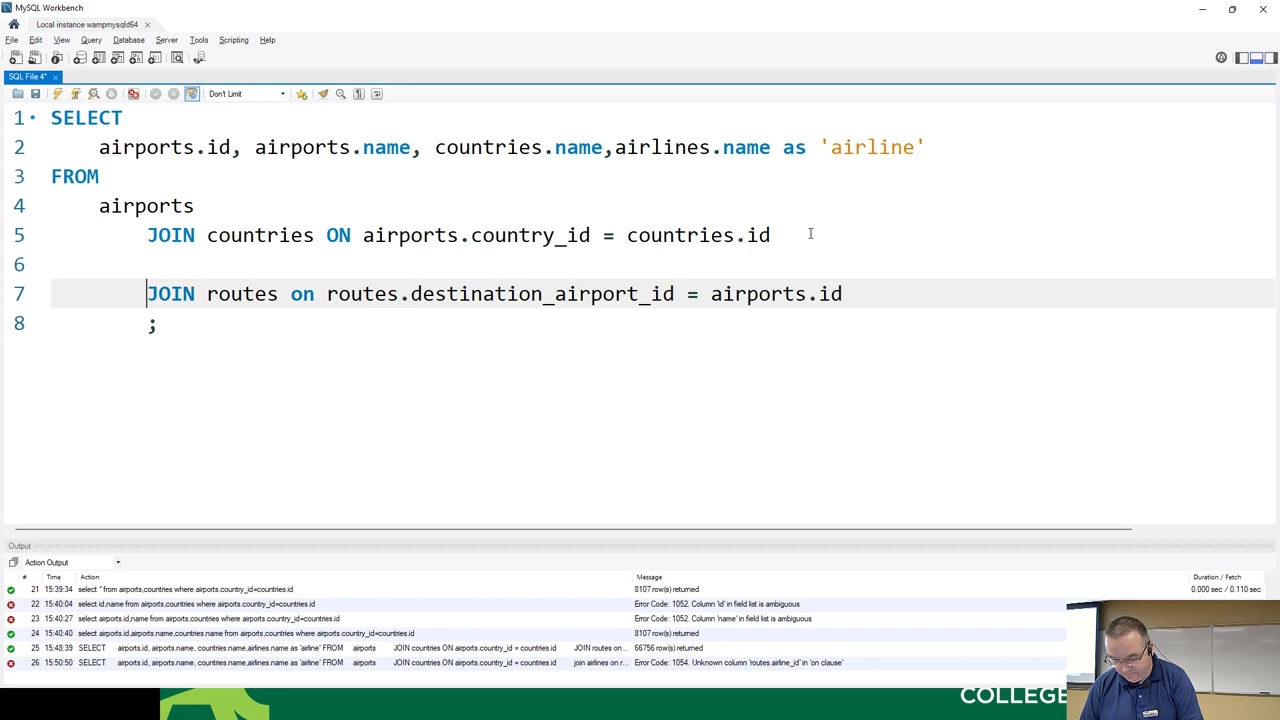 MySQL Workbench
Local instance wampmysqld64
File Edit View Query Database Server Tools Scripting Help
SQL File 4*
Don't Limit
1 SELECT
2 airports.id, airports.name, countries.name,airlines.name as 'airline'
3 FROM
4 airports
5 JOIN countries ON airports.country_id = countries.id
6
7 JOIN routes on routes.destination_airport_id = airports.id
8 ;
Output
Action Output
# Time Action Message Duration / Fetch
21 15:39:34 select * from airports,countries where airports.country_id=countries.id 8107 row(s) returned 0.000 sec / 0.110 sec
22 15:40:04 select id,name from airports,countries where airports.country_id=countries.id Error Code: 1052. Column 'id' in field list is ambiguous
23 15:40:27 select airports.id,name from airports,countries where airports.country_id=countries.id Error Code: 1052. Column 'name' in field list is ambiguous
24 15:40:40 select airports.id,airports.name,countries.name from airports,countries where airports.country_id=countries.id 8107 row(s) returned
25 15:48:39 SELECT airports.id, airports.name, countries.name,airlines.name as 'airline' FROM airports JOIN countries ON airports.country_id = countries.id JOIN routes on... 66756 row(s) returned
26 15:50:50 SELECT airports.id, airports.name, countries.name,airlines.name as 'airline' FROM airports JOIN countries ON airports.country_id = countries.id join airlines on r... Error Code: 1054. Unknown column 'routes.airline_id' in 'on clause'
COLLEGE